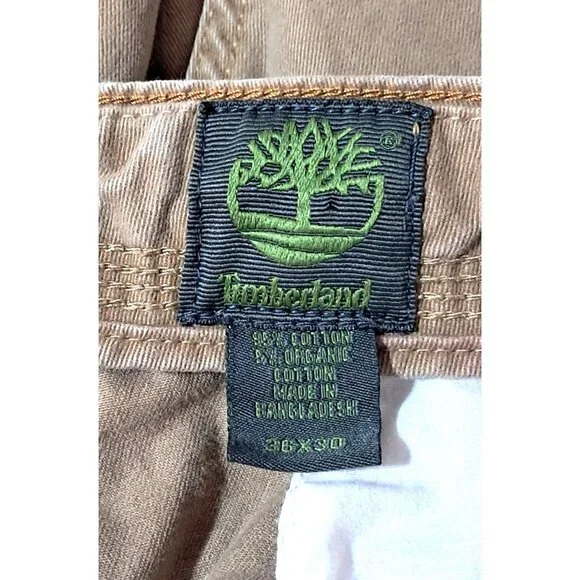 ®
Timberland
95% COTTON
5% ORGANIC
COTTON
MADE IN
BANGLADESH
36X30